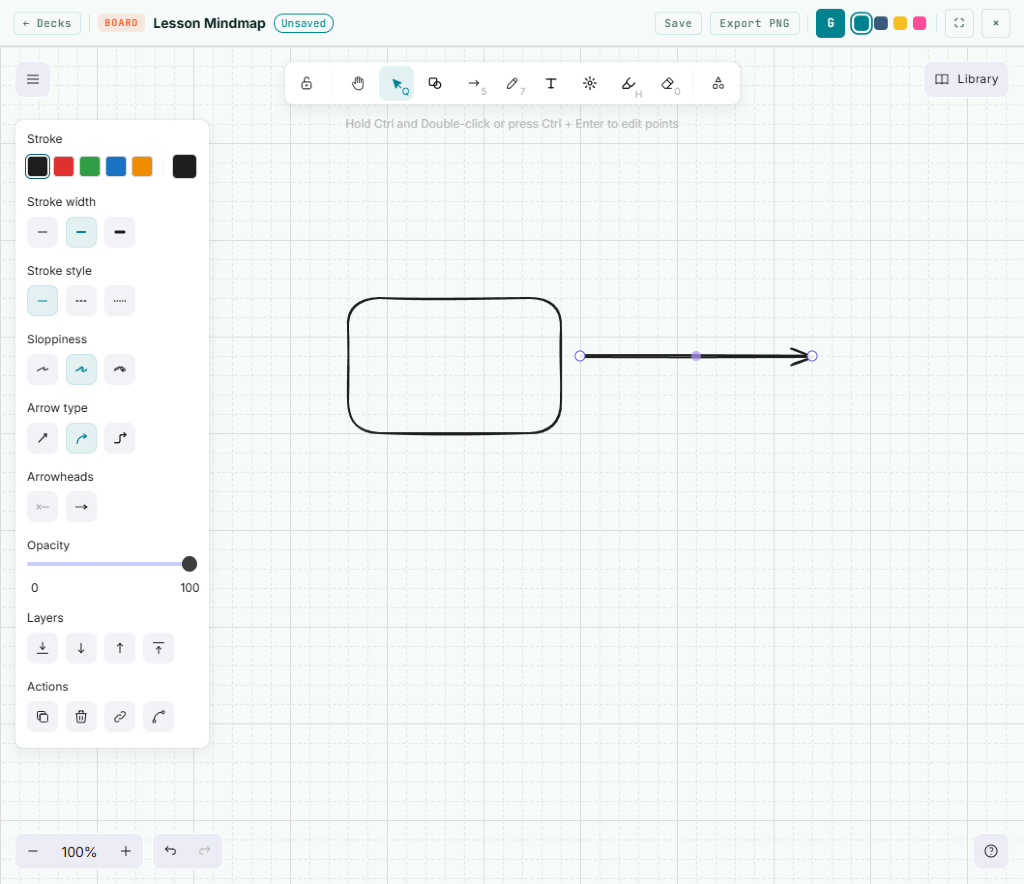 ← Decks
BOARD
Lesson Mindmap
Unsaved
Save
Export PNG
G
×
Q
5
7
H
0
Library
Hold Ctrl and Double-click or press Ctrl + Enter to edit points
Stroke
Stroke width
Stroke style
Sloppiness
Arrow type
Arrowheads
Opacity
0
100
Layers
Actions
− 100% +